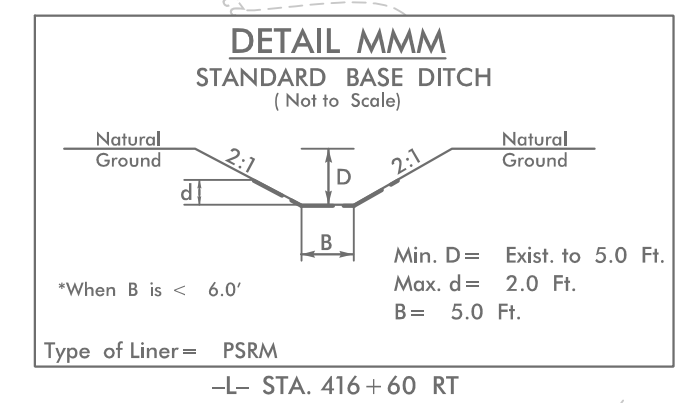 DETAIL MMM
STANDARD BASE DITCH
( Not to Scale)
Natural
Ground
2:1
D
2:1
Natural
Ground
d
B
Min. D= Exist. to 5.0 Ft.
Max. d= 2.0 Ft.
B= 5.0 Ft.
*When B is < 6.0'
Type of Liner= PSRM
–L– STA. 416+60 RT